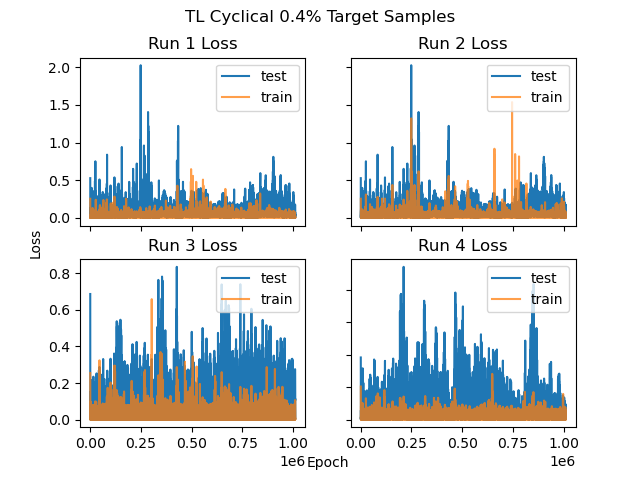 TL Cyclical 0.4% Target Samples
Run 1 Loss
Run 2 Loss
2.0
1.5
1.0
0.5
0.0
test
train
test
train
Loss
Run 3 Loss
Run 4 Loss
0.8
0.6
0.4
0.2
0.0
test
train
test
train
0.00 0.25 0.50 0.75 1.00
1e6
0.00 0.25 0.50 0.75 1.00
1e6
Epoch